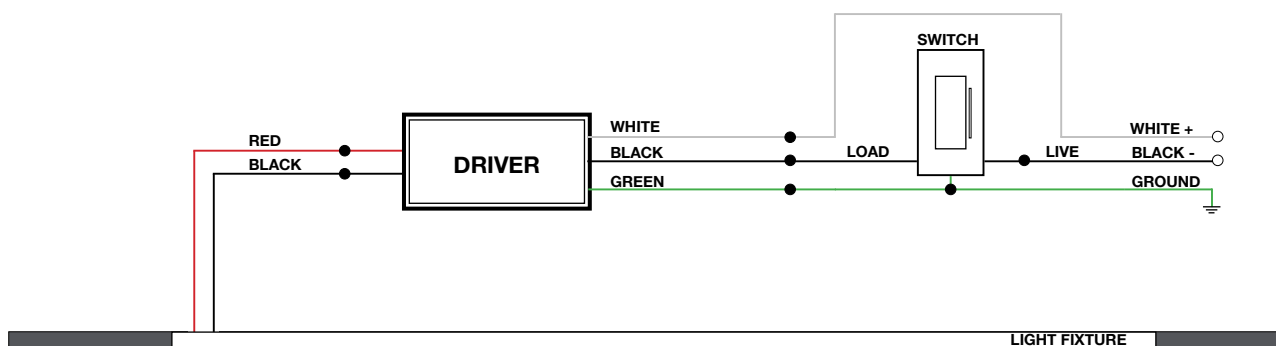 SWITCH
WHITE
WHITE +
RED
BLACK
LOAD
LIVE
BLACK -
BLACK
DRIVER
GREEN
GROUND
LIGHT FIXTURE